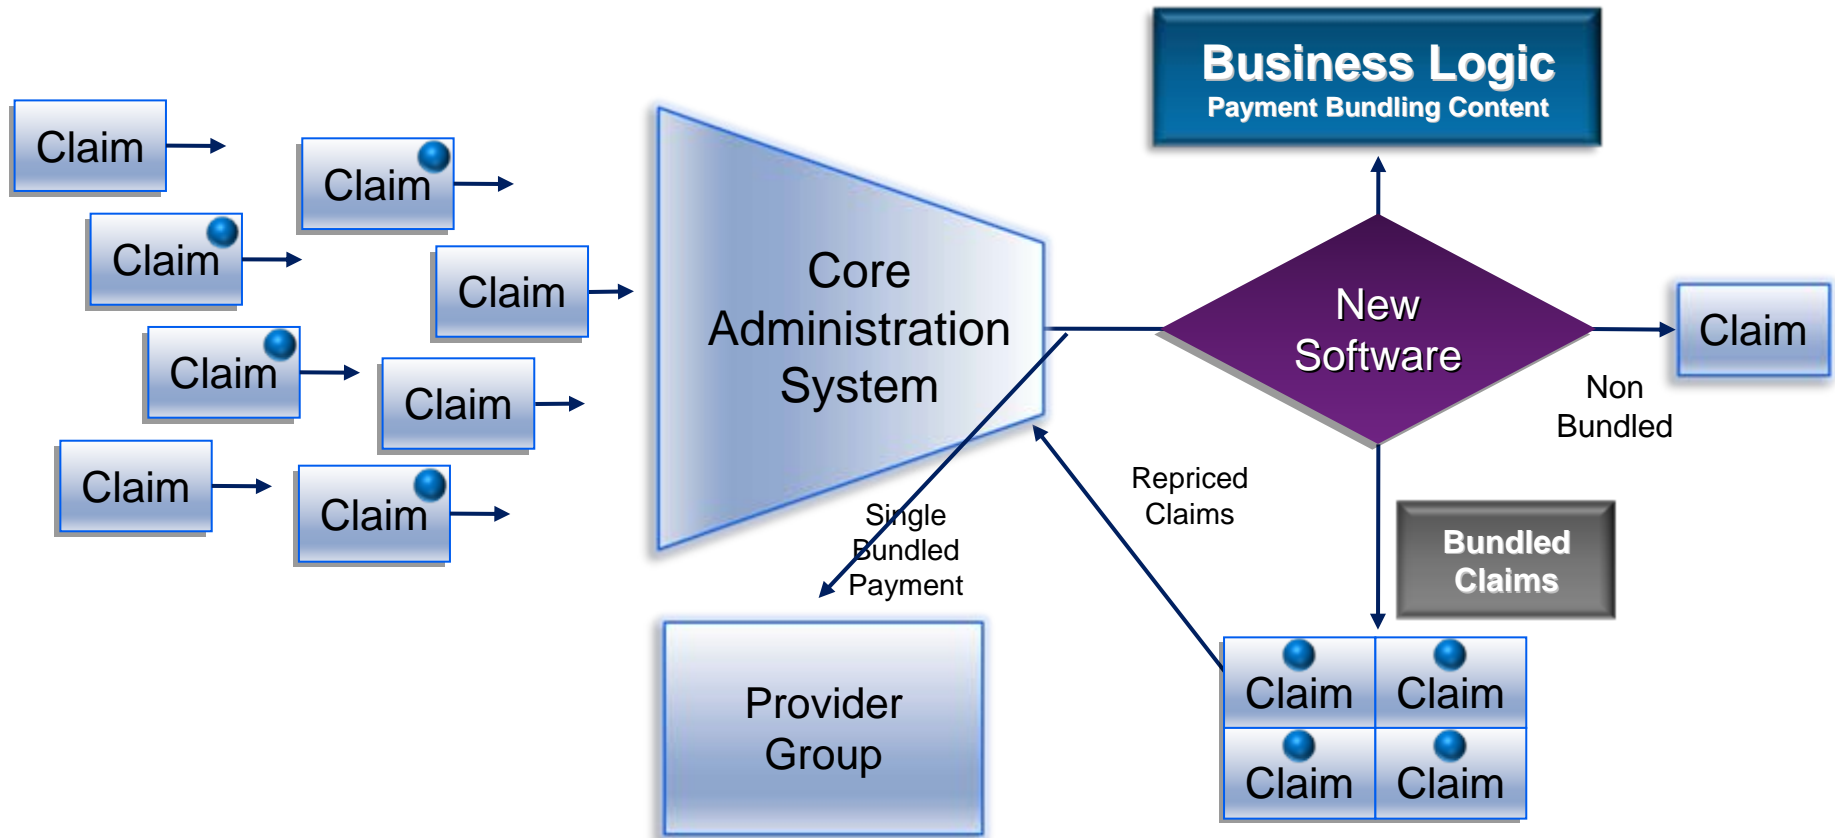 Business Logic
Payment Bundling Content
Claim
Claim
Claim
Claim
Claim
Claim
Claim
Claim
Core
Administration
System
New
Software
Claim
Non
Bundled
Repriced
Claims
Single
Bundled
Payment
Bundled
Claims
Provider
Group
Claim
Claim
Claim
Claim